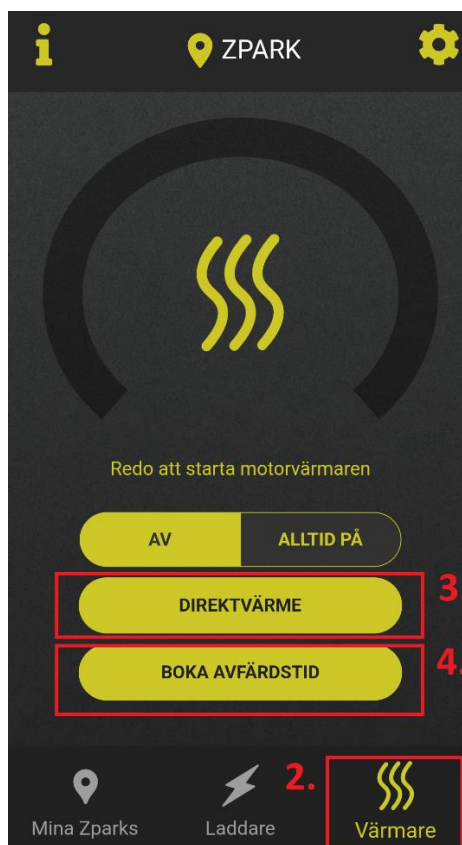 ZPARK
Redo att starta motorvärmaren
AV ALLTID PÅ
DIREKTVÄRME
3
BOKA AVFÄRDSTID
4.
2.
Mina Zparks Laddare Värmare